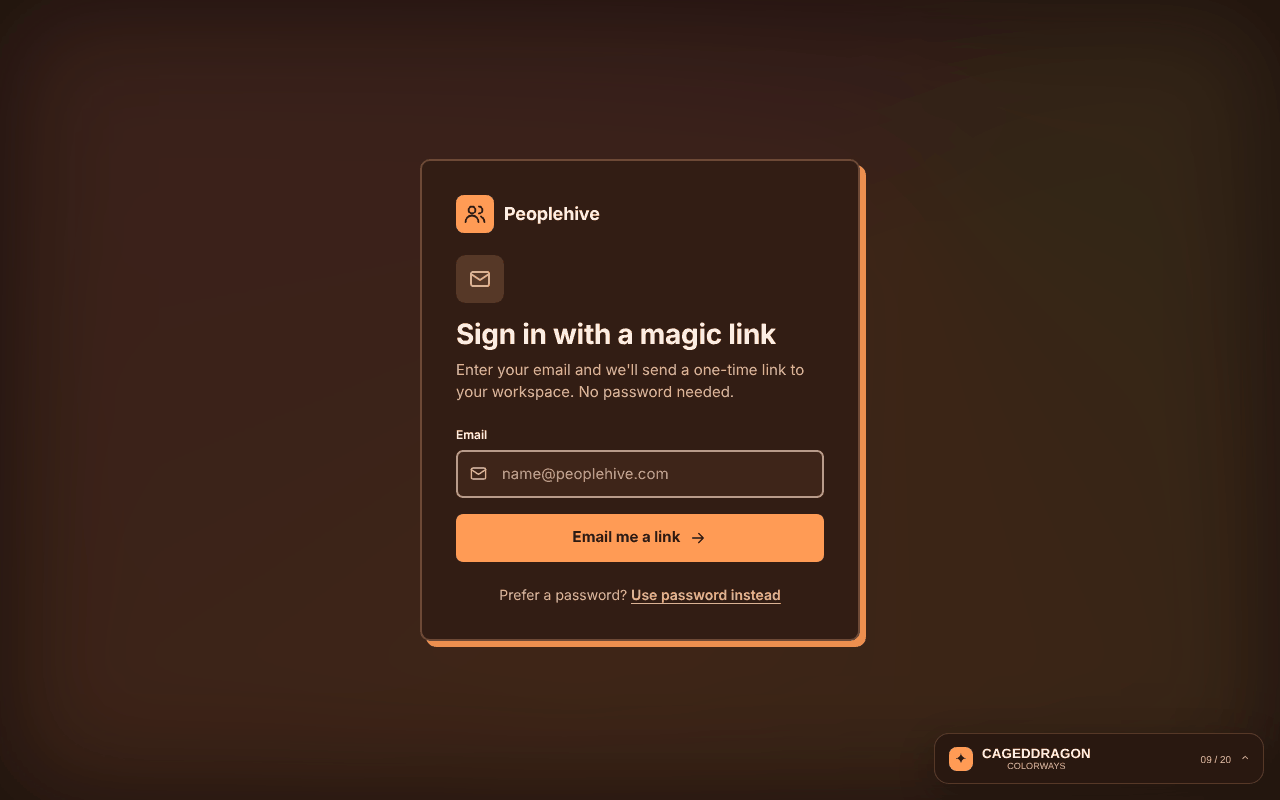 Peoplehive
Sign in with a magic link
Enter your email and we'll send a one-time link to
your workspace. No password needed.
Email
name@peoplehive.com
Email me a link →
Prefer a password? Use password instead
CAGEDDRAGON
COLORWAYS
09 / 20